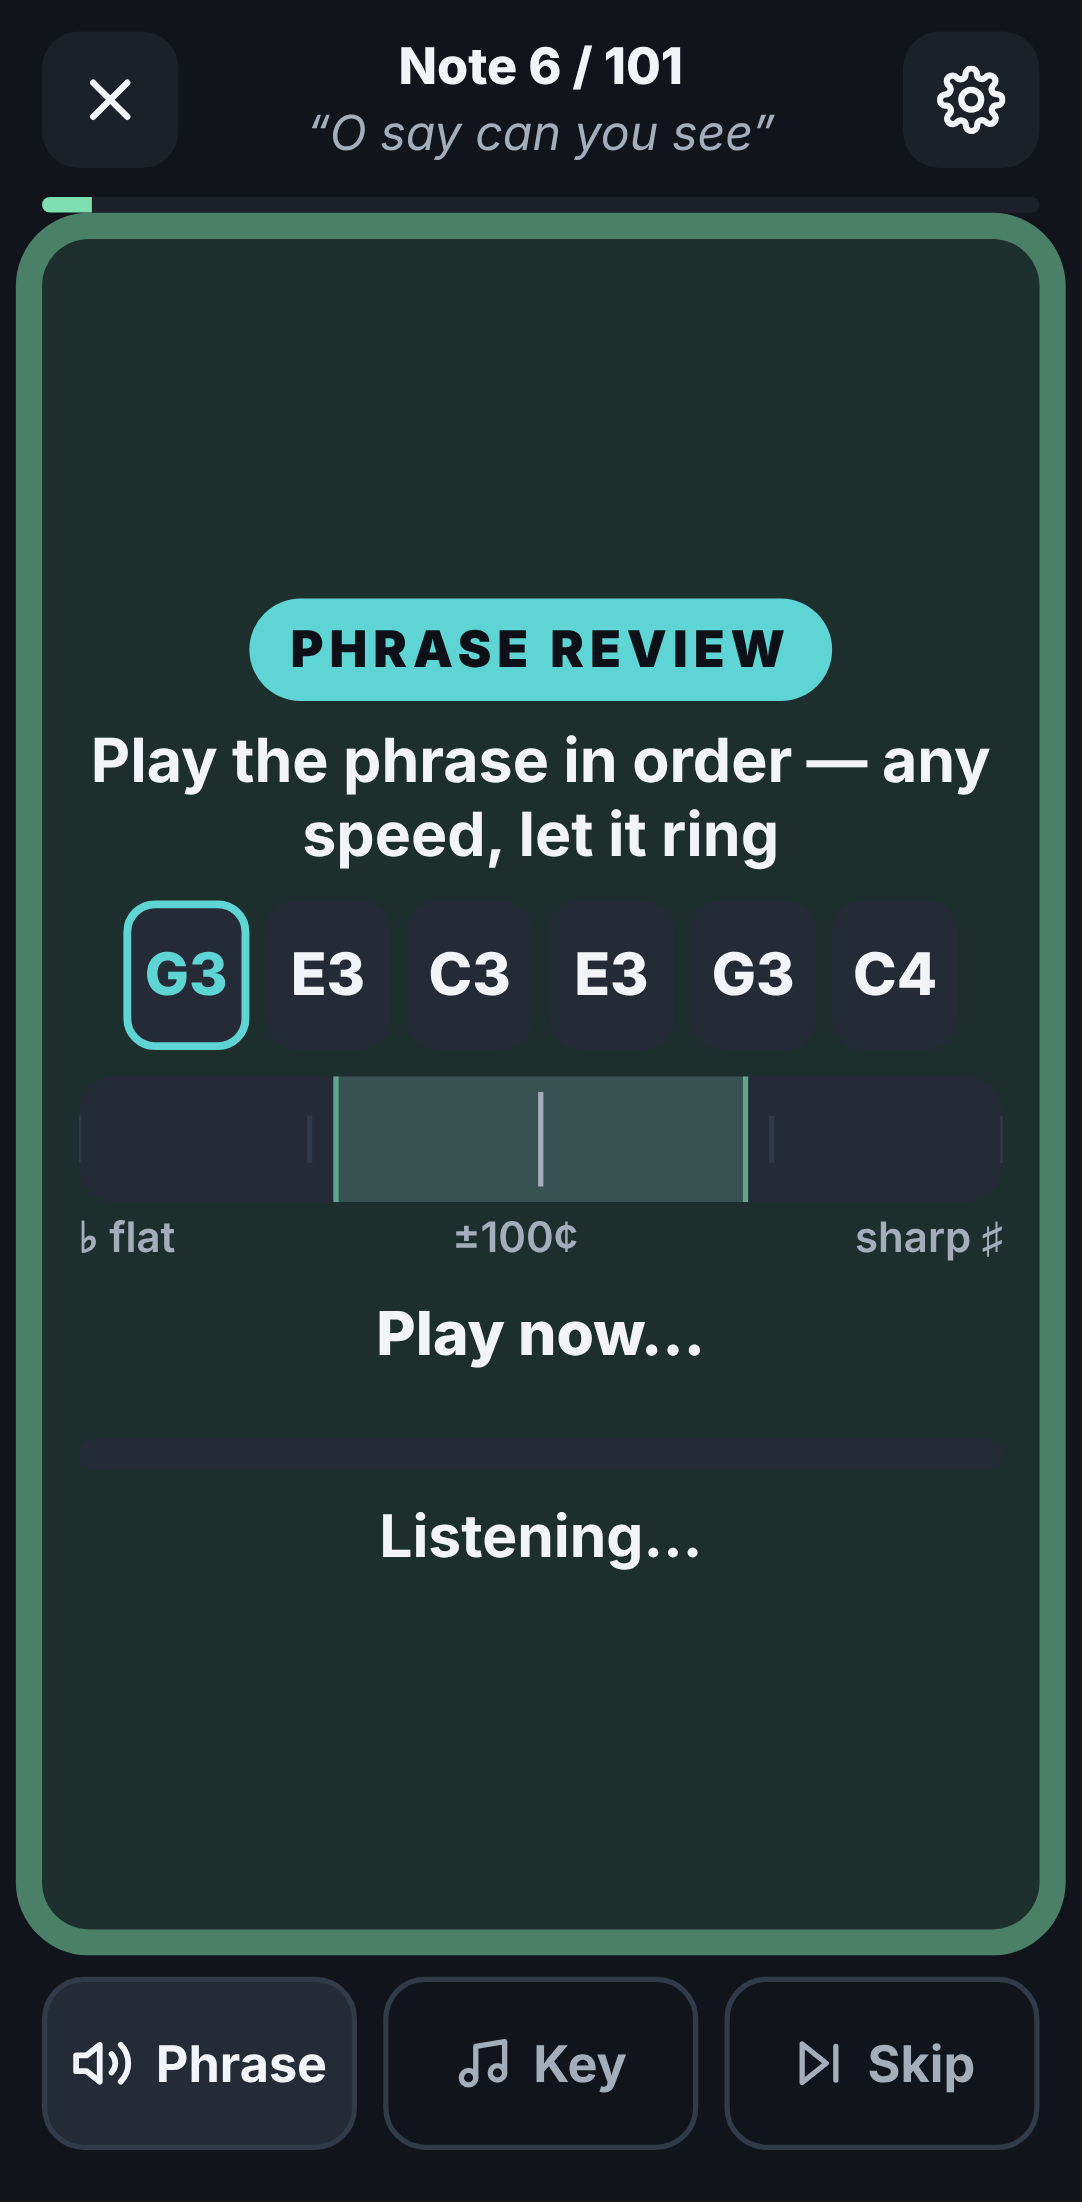 Note 6 / 101
“O say can you see”
PHRASE REVIEW
Play the phrase in order — any
speed, let it ring
G3 E3 C3 E3 G3 C4
♭ flat ±100¢ sharp ♯
Play now...
Listening...
Phrase Key Skip